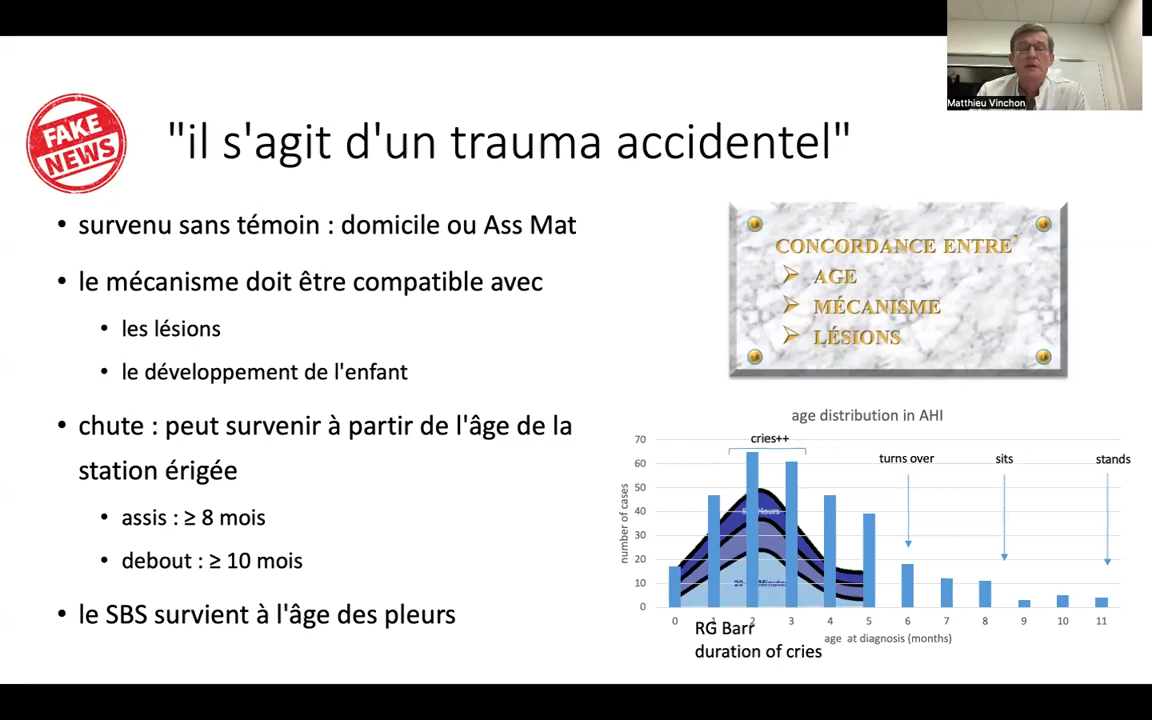 Matthieu Vinchon
FAKE
NEWS
"il s'agit d'un trauma accidentel"
• survenu sans témoin : domicile ou Ass Mat
• le mécanisme doit être compatible avec
• les lésions
• le développement de l'enfant
• chute : peut survenir à partir de l'âge de la
station érigée
• assis : ≥ 8 mois
• debout : ≥ 10 mois
• le SBS survient à l'âge des pleurs
CONCORDANCE ENTRE
AGE
MÉCANISME
LÉSIONS
age distribution in AHI
cries++
turns over
sits
stands
number of cases
70
60
50
40
30
20
10
0
0 1 2 3 4 5 6 7 8 9 10 11
age at diagnosis (months)
RG Barr
duration of cries